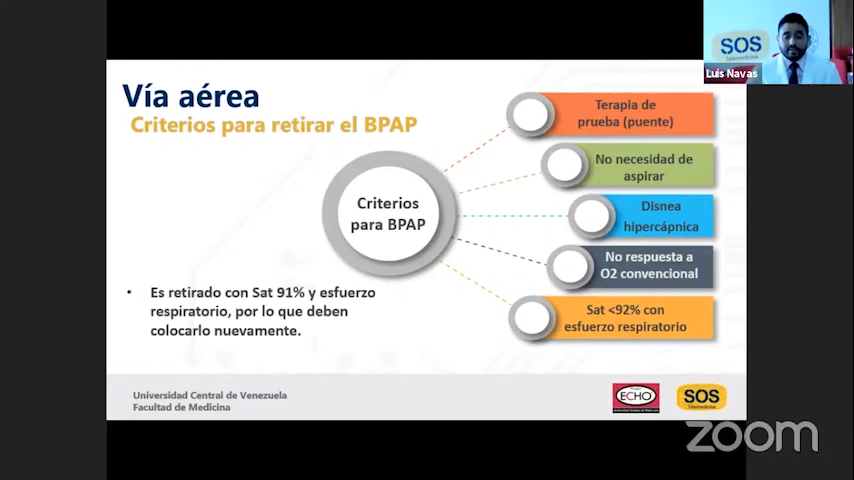 SOS
Telemedicina
Luis Navas
Vía aérea
Criterios para retirar el BPAP
Criterios
para BPAP
Terapia de
prueba (puente)
No necesidad de
aspirar
Disnea
hipercápnica
No respuesta a
O2 convencional
Sat <92% con
esfuerzo respiratorio
• Es retirado con Sat 91% y esfuerzo
respiratorio, por lo que deben
colocarlo nuevamente.
Universidad Central de Venezuela
Facultad de Medicina
ECHO
SOS
Telemedicina
zoom